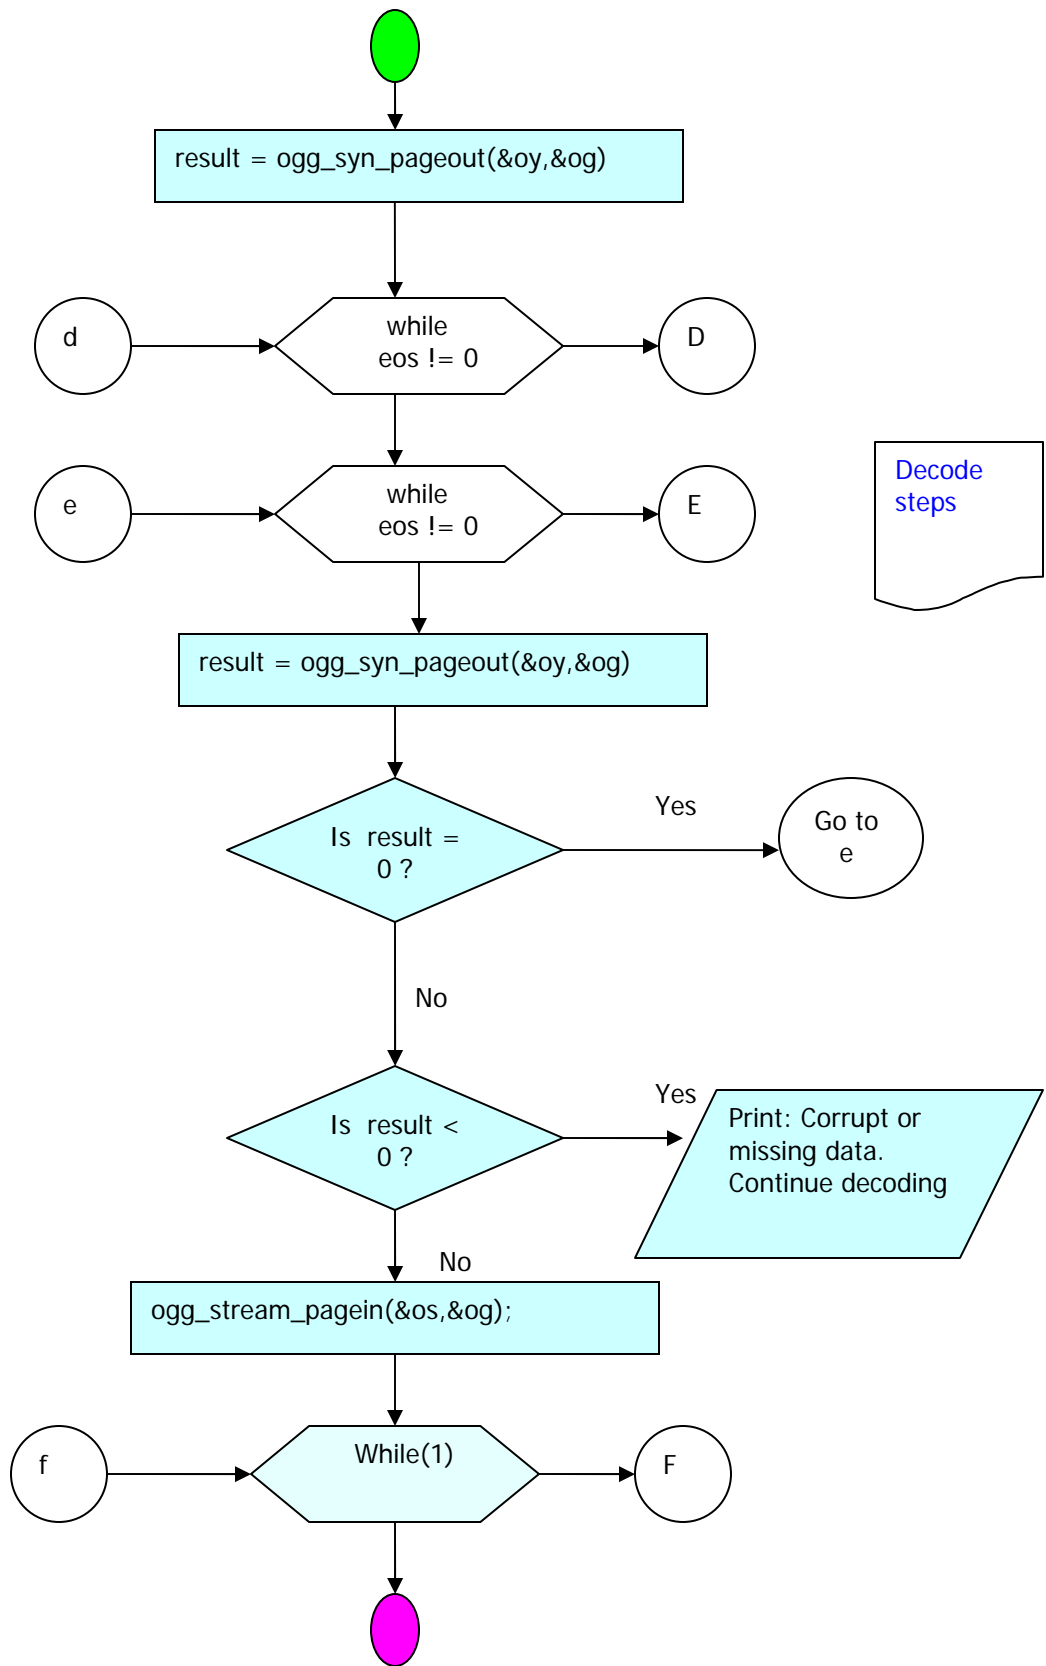 result = ogg_syn_pageout(&oy,&og)
d
while
eos != 0
D
e
while
eos != 0
E
Decode
steps
result = ogg_syn_pageout(&oy,&og)
Is result =
0 ?
Yes
Go to
e
No
Is result <
0 ?
Yes
Print: Corrupt or
missing data.
Continue decoding
No
ogg_stream_pagein(&os,&og);
f
While(1)
F